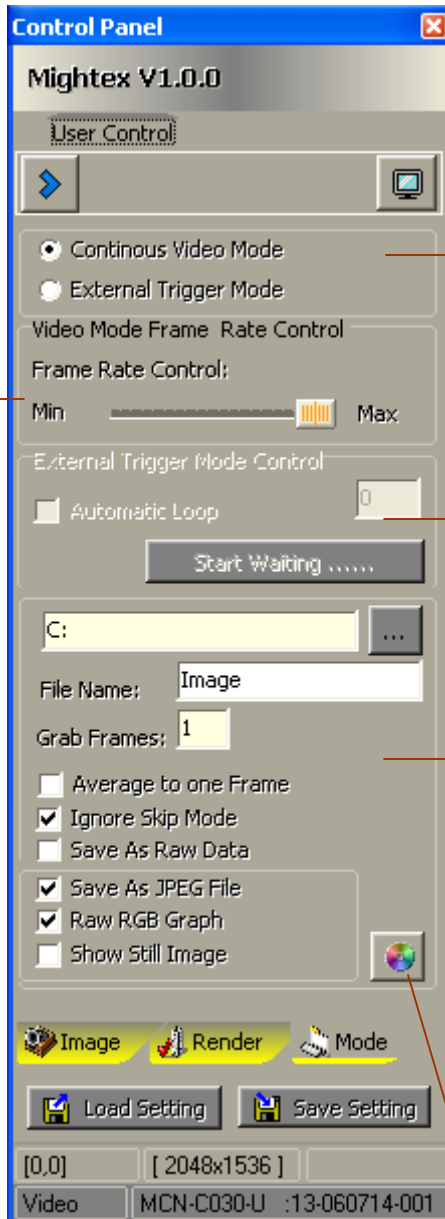 Control Panel
Mightex V1.0.0
User Control
Continous Video Mode
External Trigger Mode
Video Mode Frame Rate Control
Frame Rate Control:
Min Max
External Trigger Mode Control
Automatic Loop 0
Start Waiting ......
C: ...
File Name: Image
Grab Frames: 1
Average to one Frame
Ignore Skip Mode
Save As Raw Data
Save As JPEG File
Raw RGB Graph
Show Still Image
Image Render Mode
Load Setting Save Setting
[0,0] [ 2048x1536 ]
Video MCN-C030-U :13-060714-001